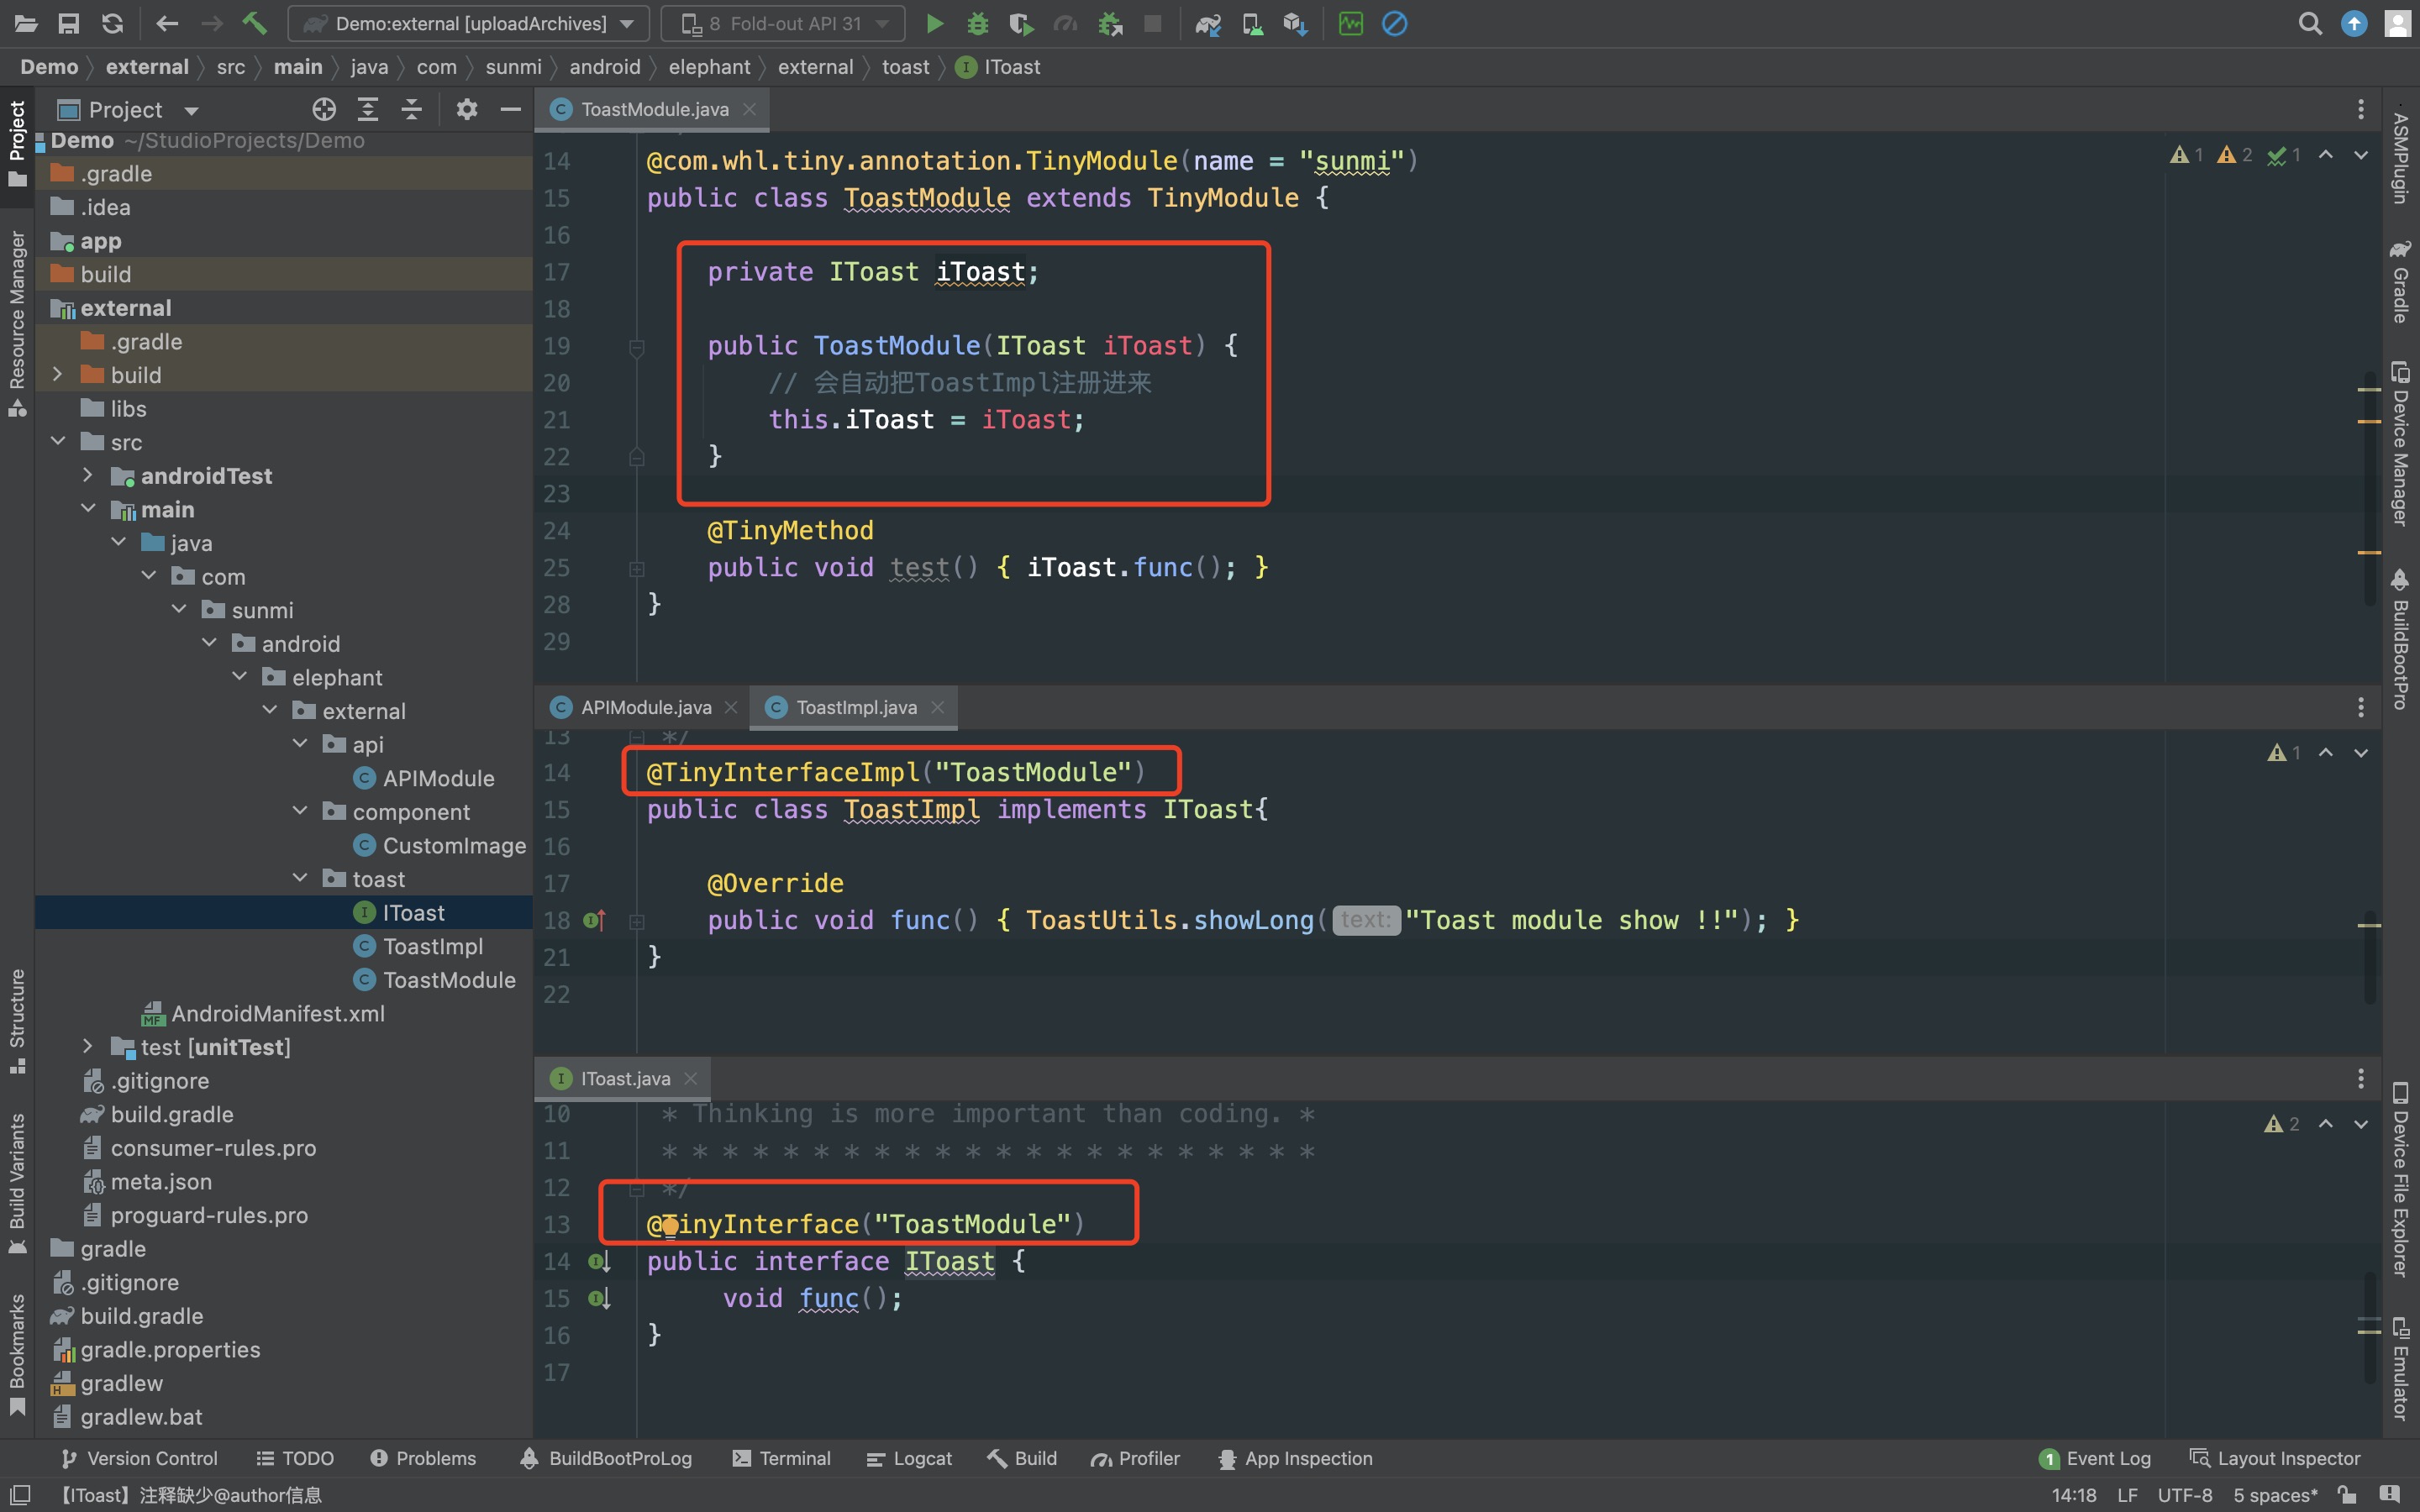 Demo:external [uploadArchives]
8 Fold-out API 31
Demo
external
src
main
java
com
sunmi
android
elephant
external
toast
IToast
Project
Resource Manager
Structure
Build Variants
Bookmarks
Project
Demo ~/StudioProjects/Demo
.gradle
.idea
app
build
external
.gradle
build
libs
src
androidTest
main
java
com
sunmi
android
elephant
external
api
APIModule
component
CustomImage
toast
IToast
ToastImpl
ToastModule
AndroidManifest.xml
test [unitTest]
.gitignore
build.gradle
consumer-rules.pro
meta.json
proguard-rules.pro
gradle
.gitignore
build.gradle
gradle.properties
gradlew
gradlew.bat
ToastModule.java
1 2 1
14 @com.whl.tiny.annotation.TinyModule(name = "sunmi")
15 public class ToastModule extends TinyModule {
16
17 private IToast iToast;
18
19 public ToastModule(IToast iToast) {
20 // 会自动把ToastImpl注册进来
21 this.iToast = iToast;
22 }
23
24 @TinyMethod
25 public void test() { iToast.func(); }
28 }
29
APIModule.java
ToastImpl.java
1
13 */
14 @TinyInterfaceImpl("ToastModule")
15 public class ToastImpl implements IToast{
16
17 @Override
18 public void func() { ToastUtils.showLong( text: "Toast module show !!"); }
21 }
22
IToast.java
2
10 * Thinking is more important than coding. *
11 * * * * * * * * * * * * * * * * * * * * * *
12 */
13 @TinyInterface("ToastModule")
14 public interface IToast {
15 void func();
16 }
17
ASMPlugin
Gradle
Device Manager
BuildBootPro
Device File Explorer
Emulator
Version Control
TODO
Problems
BuildBootProLog
Terminal
Logcat
Build
Profiler
App Inspection
1 Event Log
Layout Inspector
【IToast】注释缺少@author信息
14:18 LF UTF-8 5 spaces*